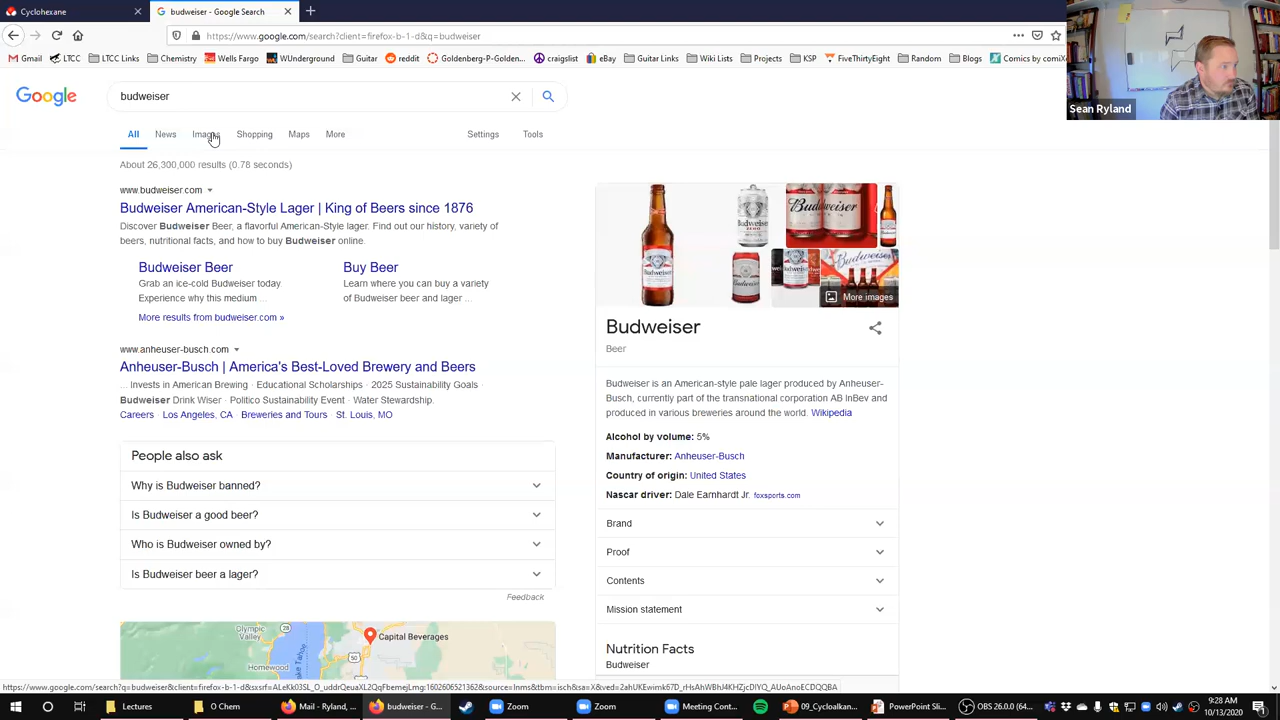 Cyclohexane
budweiser - Google Search
https://www.google.com/search?client=firefox-b-1-d&q=budweiser
Gmail LTCC LTCC Links Chemistry Wells Fargo WUnderground Guitar reddit Goldenberg-P-Golden... craigslist eBay Guitar Links Wiki Lists Projects KSP FiveThirtyEight Random Blogs Comics by
Sean Ryland
Google
budweiser
All News Images Shopping Maps More Settings Tools
About 26,300,000 results (0.78 seconds)
www.budweiser.com
Budweiser American-Style Lager | King of Beers since 1876
Discover Budweiser Beer, a flavorful American-Style lager. Find out our history, variety of
beers, nutritional facts, and how to buy Budweiser online.
Budweiser Beer
Grab an ice-cold Budweiser today.
Experience why this medium ...
Buy Beer
Learn where you can buy a variety
of Budweiser beer and lager ...
More results from budweiser.com »
www.anheuser-busch.com
Anheuser-Busch | America's Best-Loved Brewery and Beers
... Invests in American Brewing · Educational Scholarships · 2025 Sustainability Goals ·
Budweiser Drink Wiser · Politico Sustainability Event · Water Stewardship.
Careers · Los Angeles, CA · Breweries and Tours · St. Louis, MO
People also ask
Why is Budweiser banned?
Is Budweiser a good beer?
Who is Budweiser owned by?
Is Budweiser beer a lager?
Feedback
Olympic
Valley
28
Homewood
Lake Tahoe
50
Capital Beverages
Budweiser
Budweiser
More images
Budweiser
Beer
Budweiser is an American-style pale lager produced by Anheuser-
Busch, currently part of the transnational corporation AB InBev and
produced in various breweries around the world. Wikipedia
Alcohol by volume: 5%
Manufacturer: Anheuser-Busch
Country of origin: United States
Nascar driver: Dale Earnhardt Jr. foxsports.com
Brand
Proof
Contents
Mission statement
Nutrition Facts
Budweiser
Lectures O Chem Mail - Ryland, ... budweiser - G... Zoom Zoom Meeting Cont... 09_Cycloalkan... PowerPoint Sli... OBS 26.0.0 (64...
9:28 AM
10/13/2020